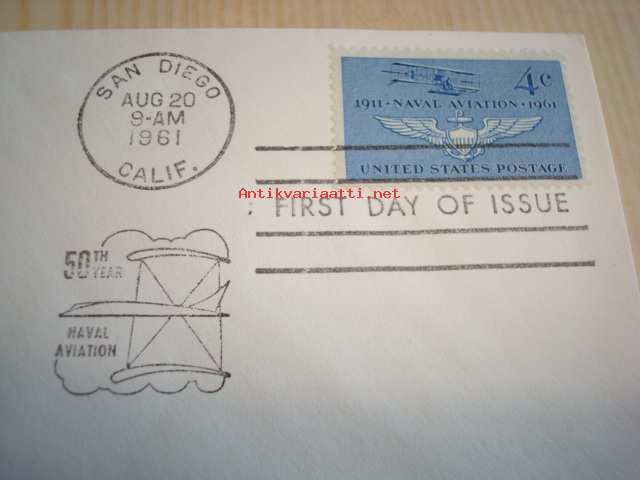 SAN DIEGO
AUG 20
9-AM
1961
CALIF.
4c
1911 · NAVAL AVIATION · 1961
UNITED STATES POSTAGE
Antikvariaatti.net
FIRST DAY OF ISSUE
50TH
YEAR
NAVAL
AVIATION